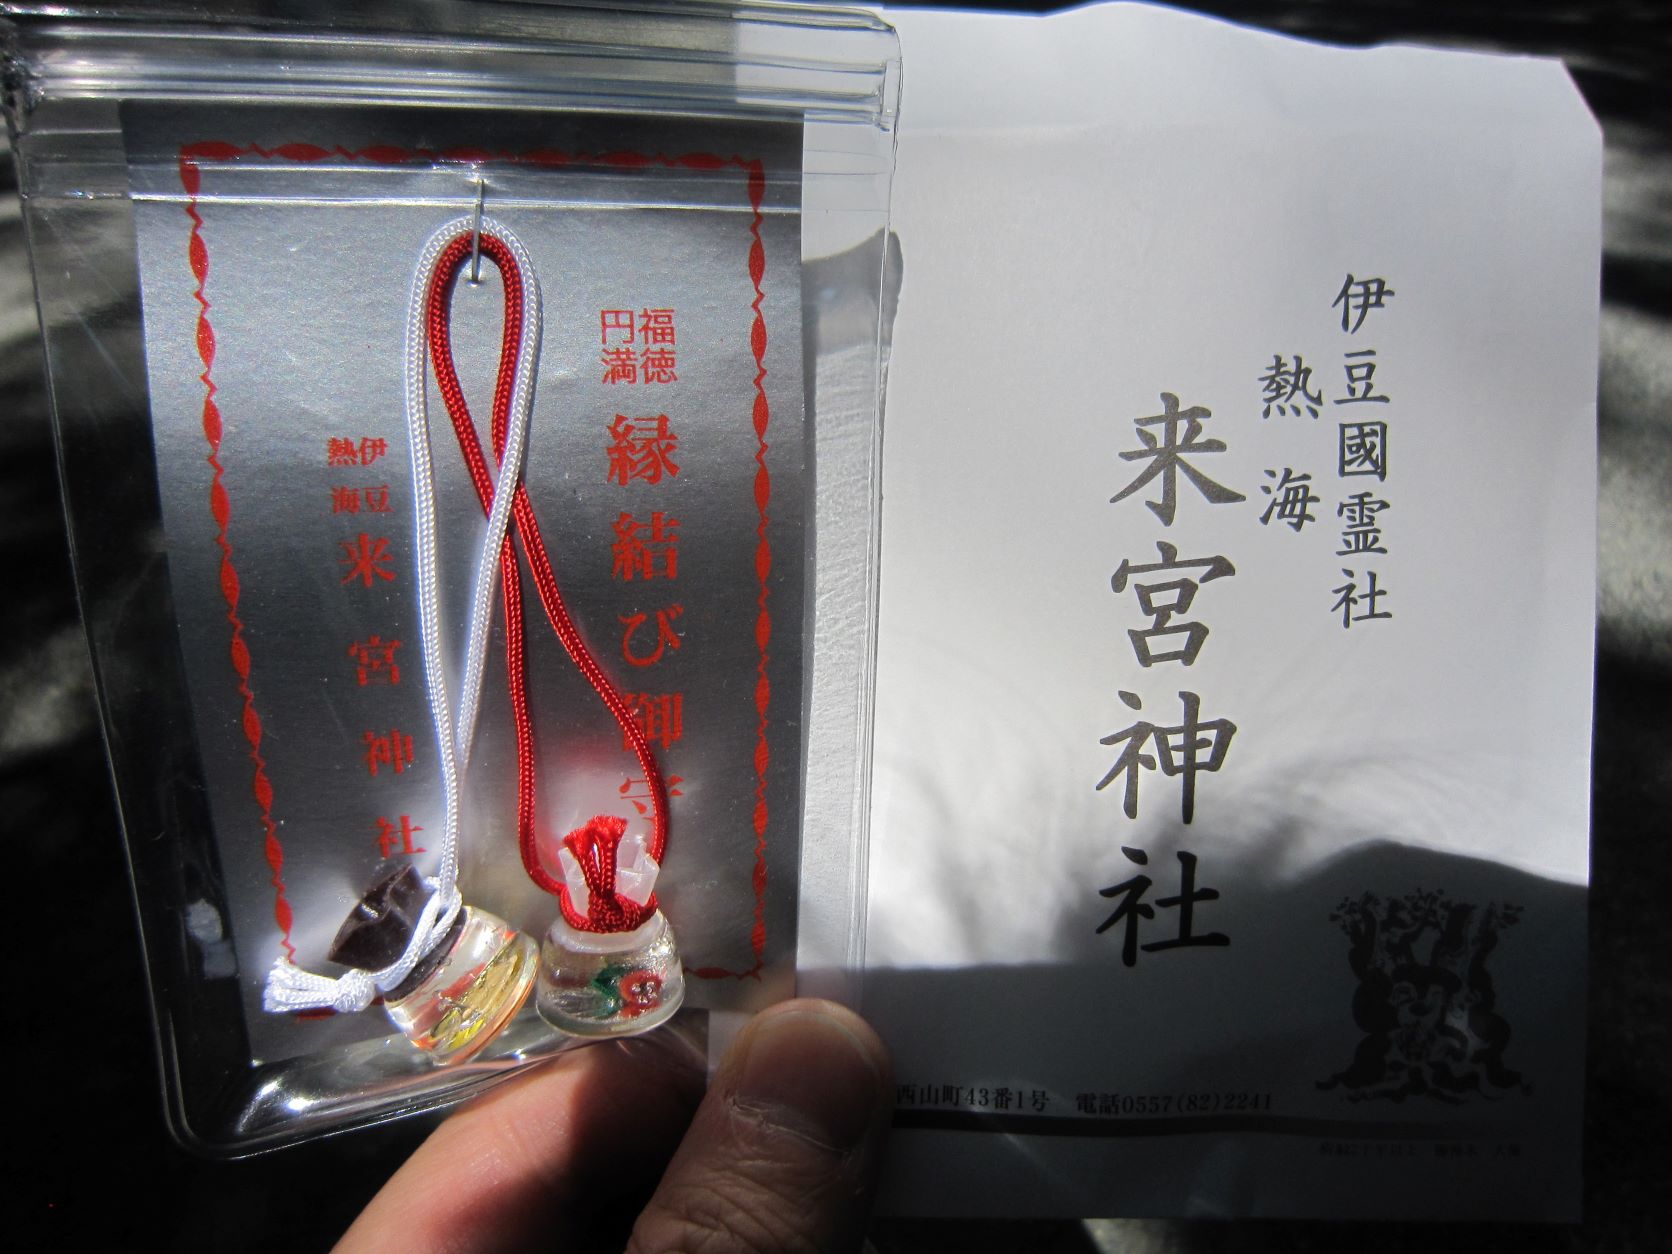 福徳
円満
縁結び御守
伊豆
熱海
来宮神社
伊豆國霊社
熱海
来宮神社
西山町43番1号 電話0557(82)2241